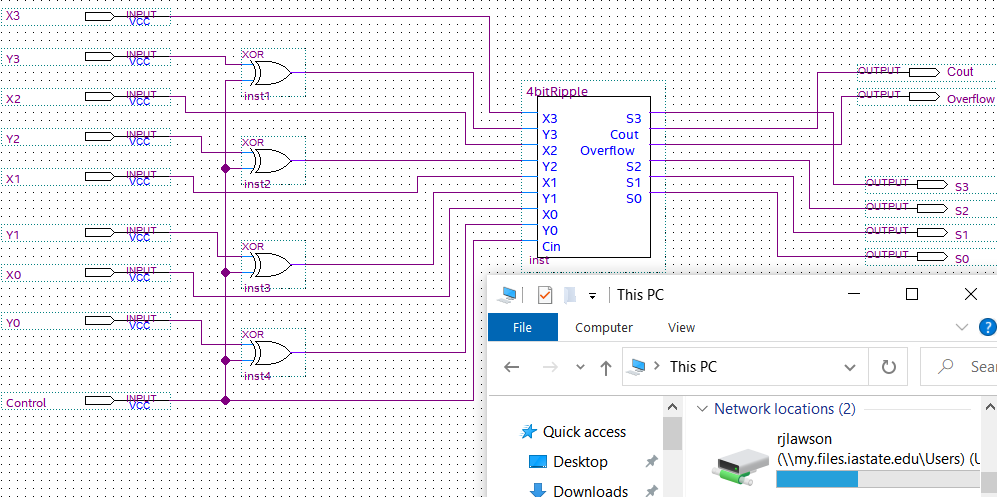 X3 INPUT VCC
Y3 INPUT VCC
XOR
inst1
X2 INPUT VCC
Y2 INPUT VCC
XOR
inst2
X1 INPUT VCC
Y1 INPUT VCC
XOR
inst3
X0 INPUT VCC
Y0 INPUT VCC
XOR
inst4
Control INPUT VCC
4bitRipple
X3 S3
Y3 Cout
X2 Overflow
Y2 S2
X1 S1
Y1 S0
X0
Y0
Cin
inst
OUTPUT Cout
OUTPUT Overflow
OUTPUT S3
OUTPUT S2
OUTPUT S1
OUTPUT S0
This PC
File Computer View
This PC
Sear
Quick access
Desktop
Downloads
Network locations (2)
rjlawson
(\\my.files.iastate.edu\Users) (U